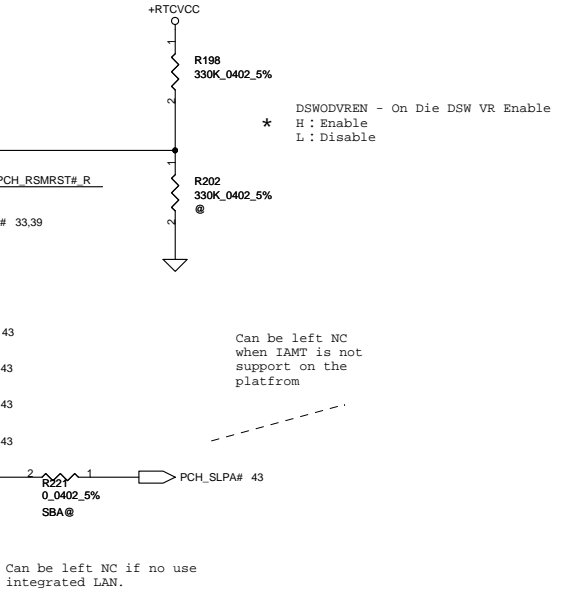 +RTCVCC
1
R198
330K_0402_5%
2
DSWODVREN - On Die DSW VR Enable
* H : Enable
L : Disable
1
PCH_RSMRST#_R
R202
330K_0402_5%
@
2
# 33,39
43
Can be left NC
when IAMT is not
support on the
platfrom
43
43
43
2 1
R221
PCH_SLPA# 43
0_0402_5%
SBA@
Can be left NC if no use
integrated LAN.